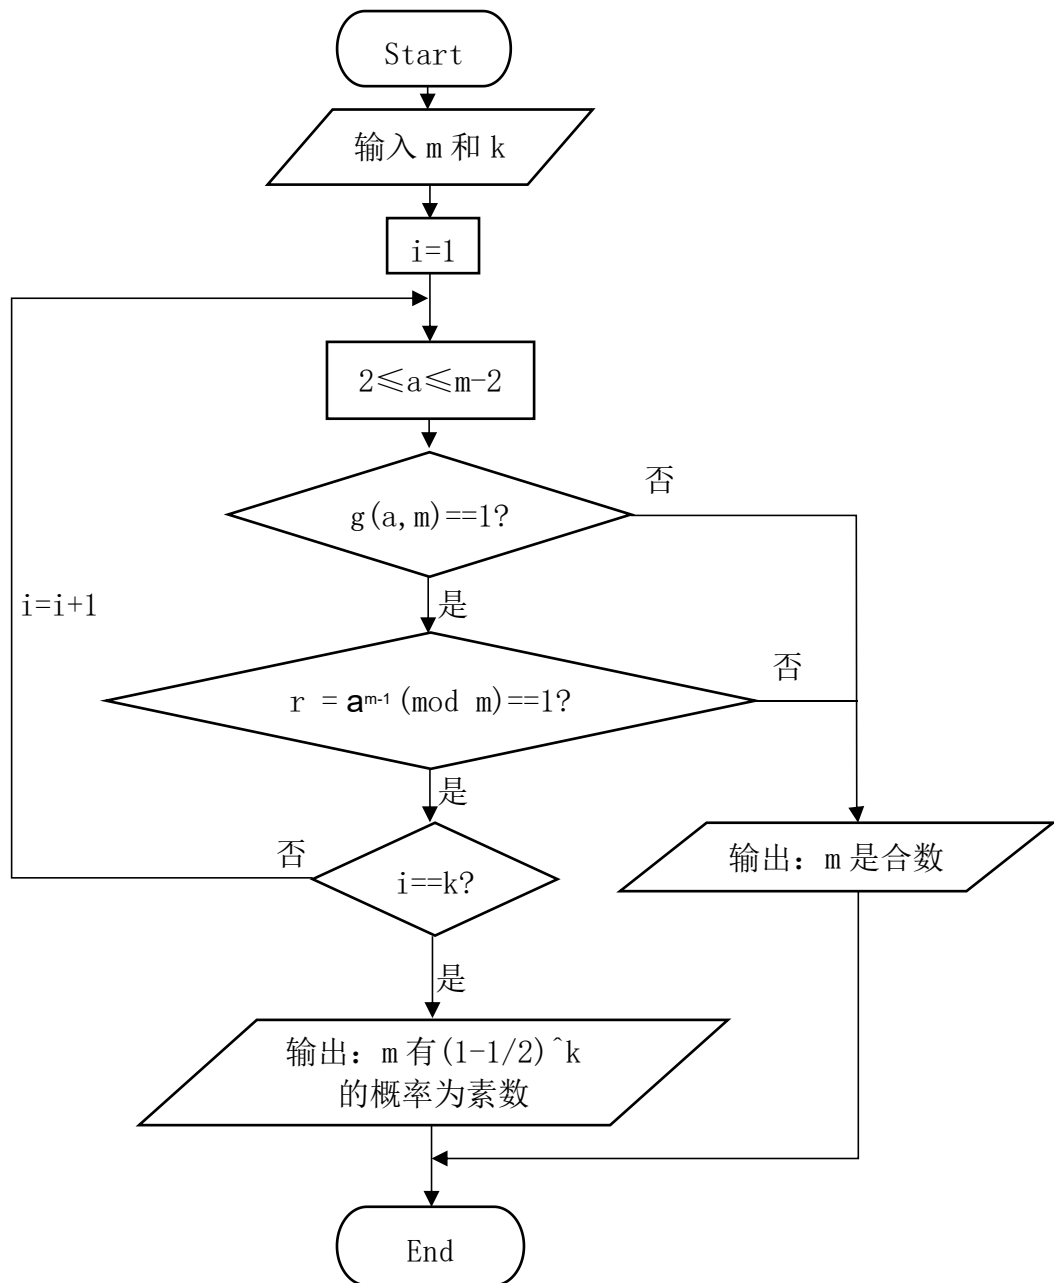 Start
输入 m 和 k
i=1
2≤a≤m-2
否
g(a,m)==1?
是
i=i+1
否
r = a^{m-1} (mod m)==1?
是
否
i==k?
输出：m 是合数
是
输出：m 有(1-1/2)^k
的概率为素数
End